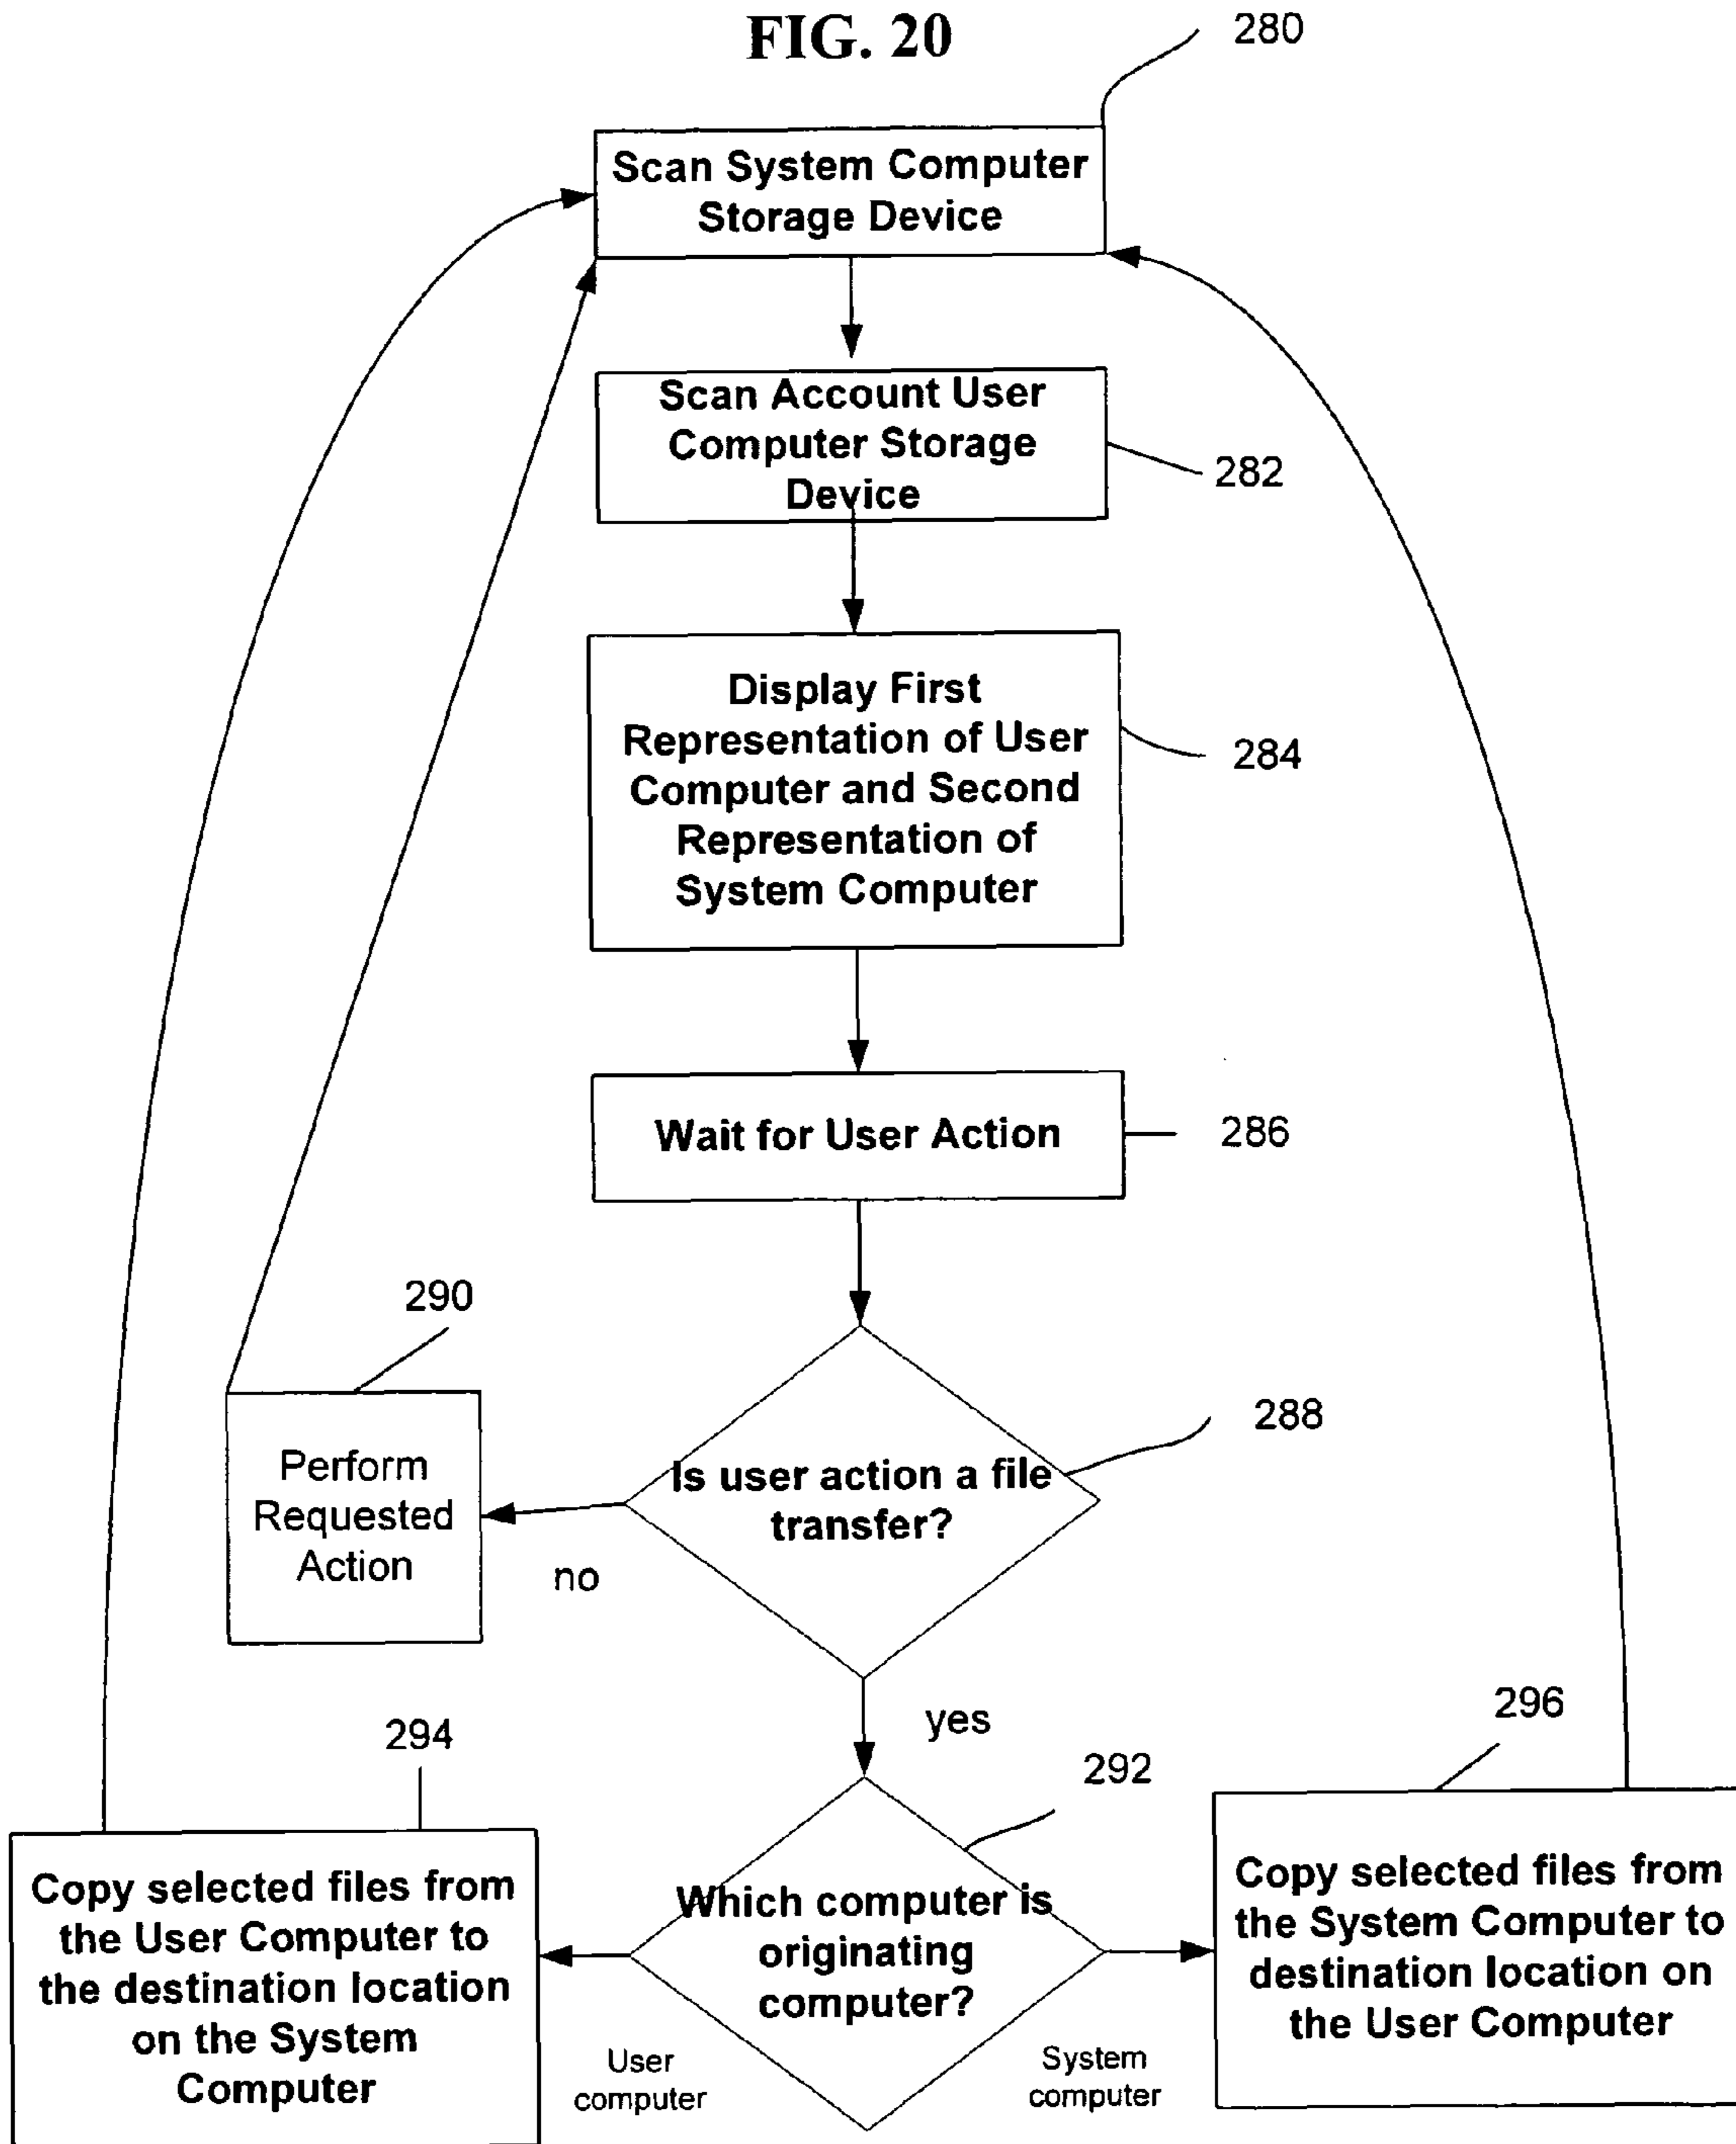 FIG. 20
280
Scan System Computer
Storage Device
Scan Account User
Computer Storage
Device
282
Display First
Representation of User
Computer and Second
Representation of
System Computer
284
Wait for User Action
286
290
Perform
Requested
Action
288
Is user action a file
transfer?
no
yes
294
Copy selected files from
the User Computer to
the destination location
on the System
Computer
292
Which computer is
originating
computer?
User
computer
System
computer
296
Copy selected files from
the System Computer to
destination location on
the User Computer